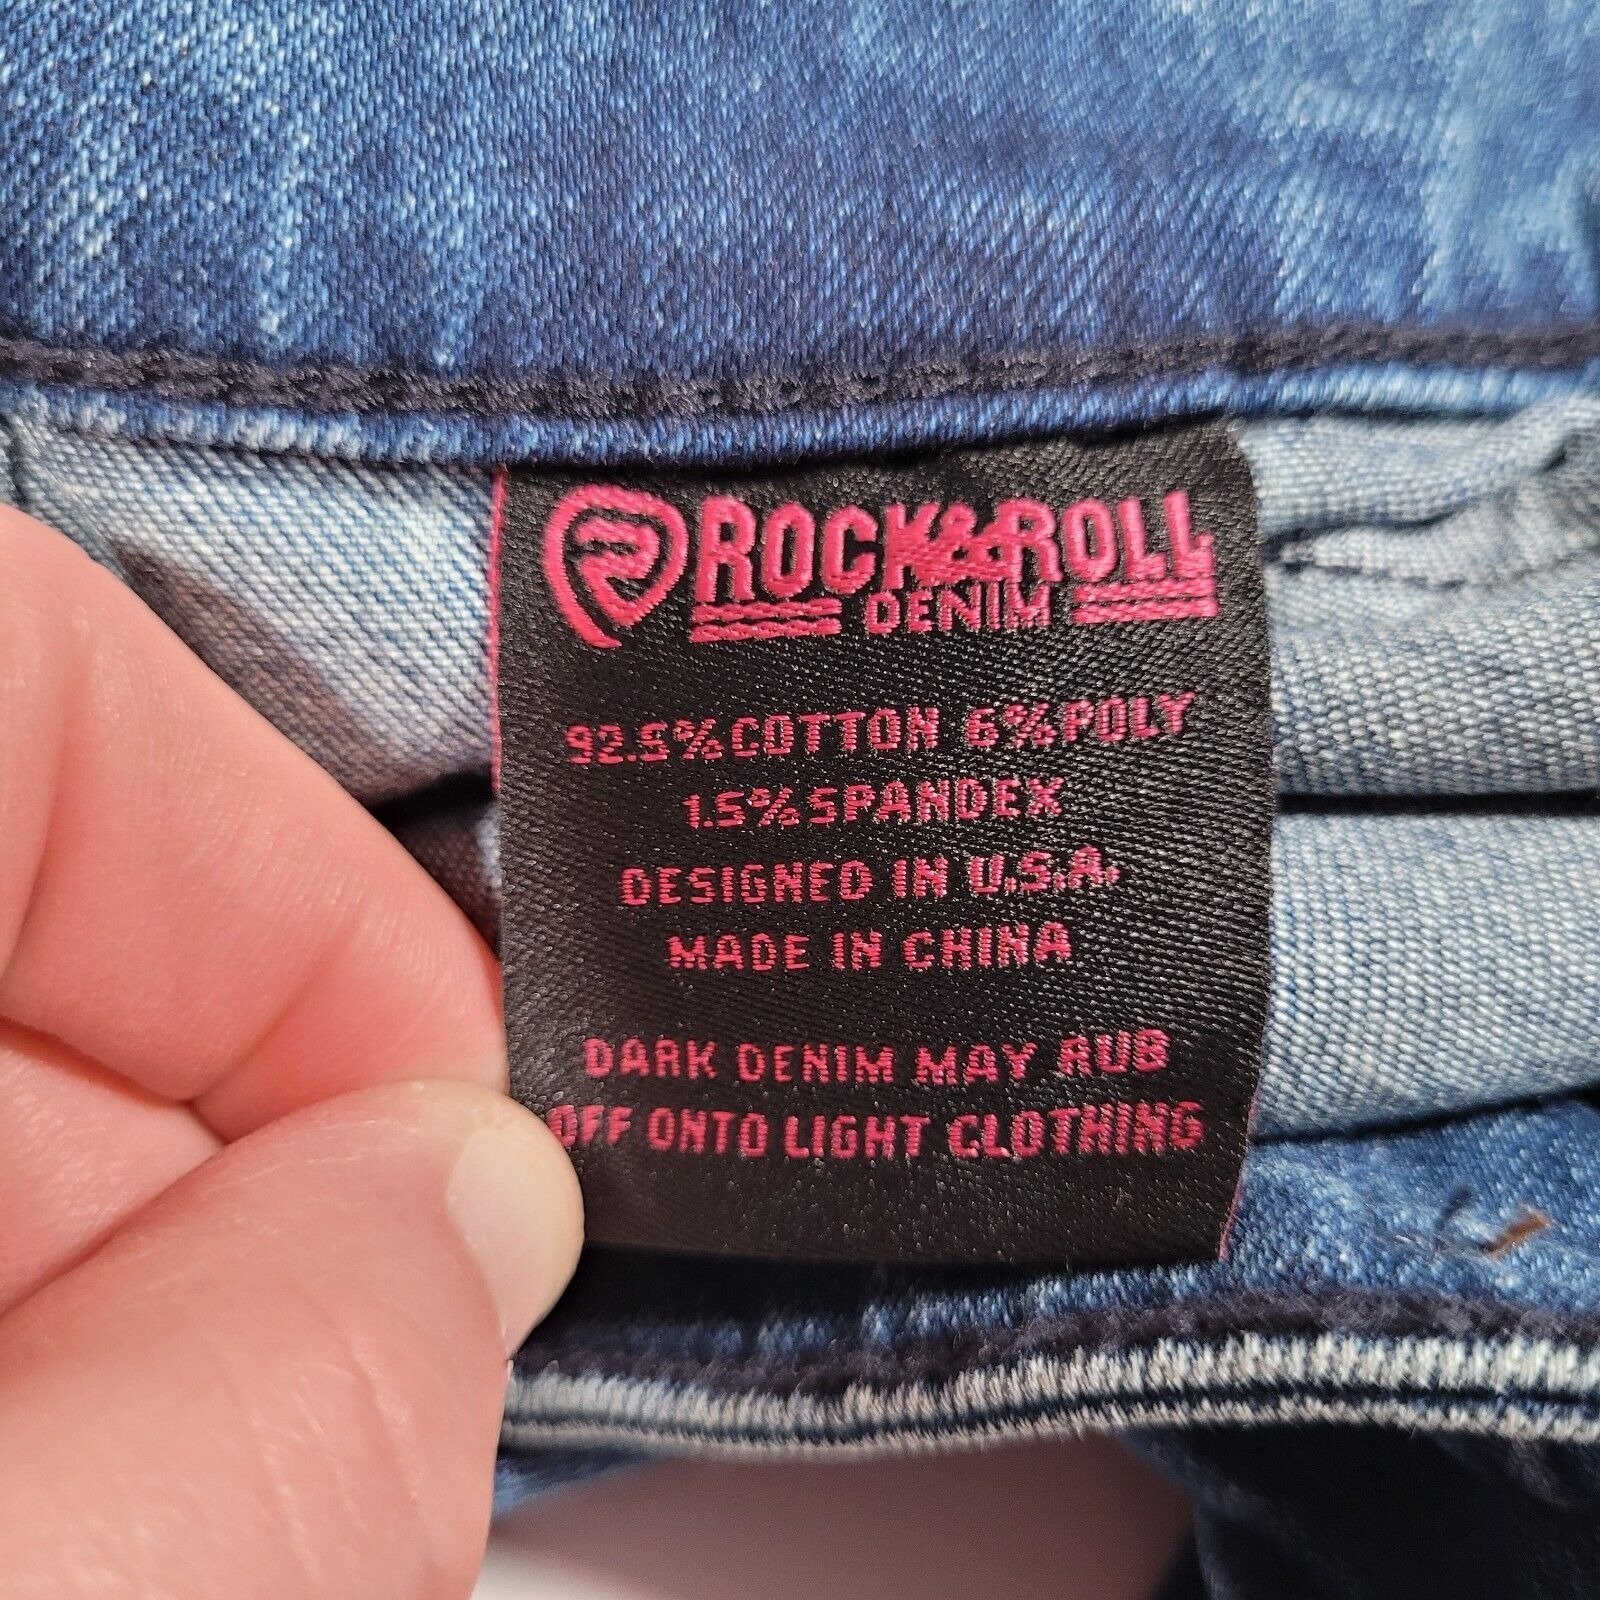 ROCK&ROLL
DENIM
92.5% COTTON 6% POLY
1.5% SPANDEX
DESIGNED IN U.S.A.
MADE IN CHINA
DARK DENIM MAY RUB
OFF ONTO LIGHT CLOTHING